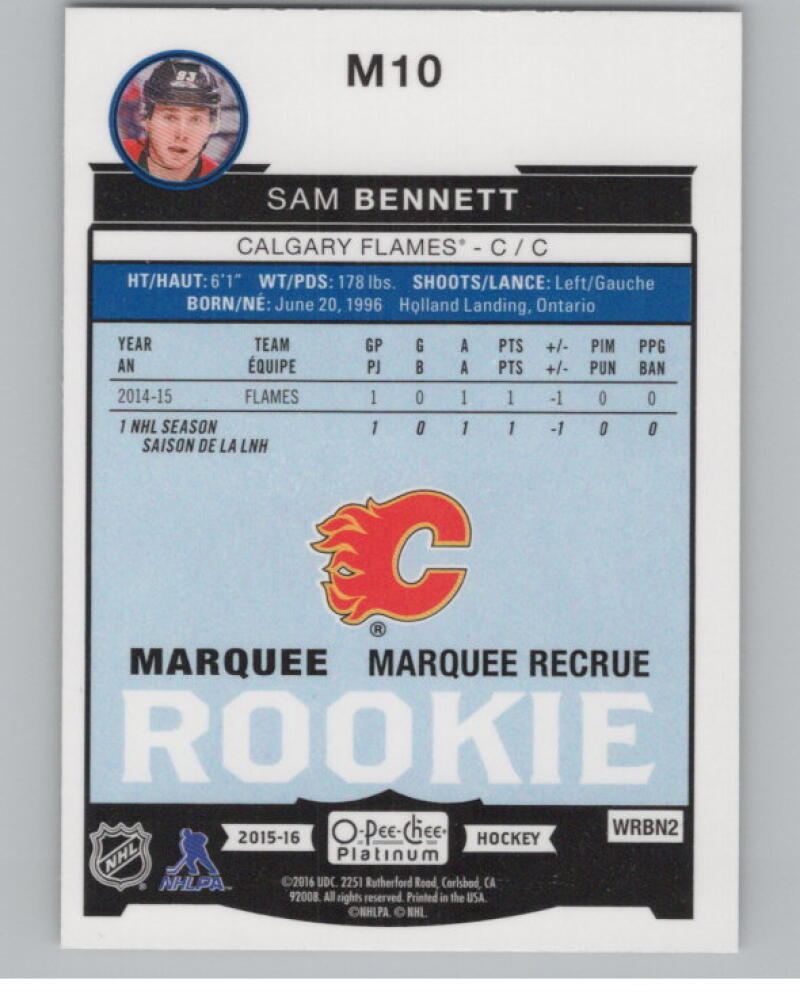 M10
93
SAM BENNETT
CALGARY FLAMES® - C / C
HT/HAUT: 6'1" WT/PDS: 178 lbs. SHOOTS/LANCE: Left/Gauche
BORN/NÉ: June 20, 1996 Holland Landing, Ontario
YEAR TEAM GP G A PTS +/- PIM PPG
AN ÉQUIPE PJ B A PTS +/- PUN BAN
2014-15 FLAMES 1 0 1 1 -1 0 0
1 NHL SEASON 1 0 1 1 -1 0 0
SAISON DE LA LNH
C
®
MARQUEE MARQUEE RECRUE
ROOKIE
WRBN2
NHL NHLPA 2015-16 O-Pee-Chee® HOCKEY
Platinum
©2016 UDC. 2251 Rutherford Road, Carlsbad, CA
92008. All rights reserved. Printed in the USA.
©NHLPA. © NHL.